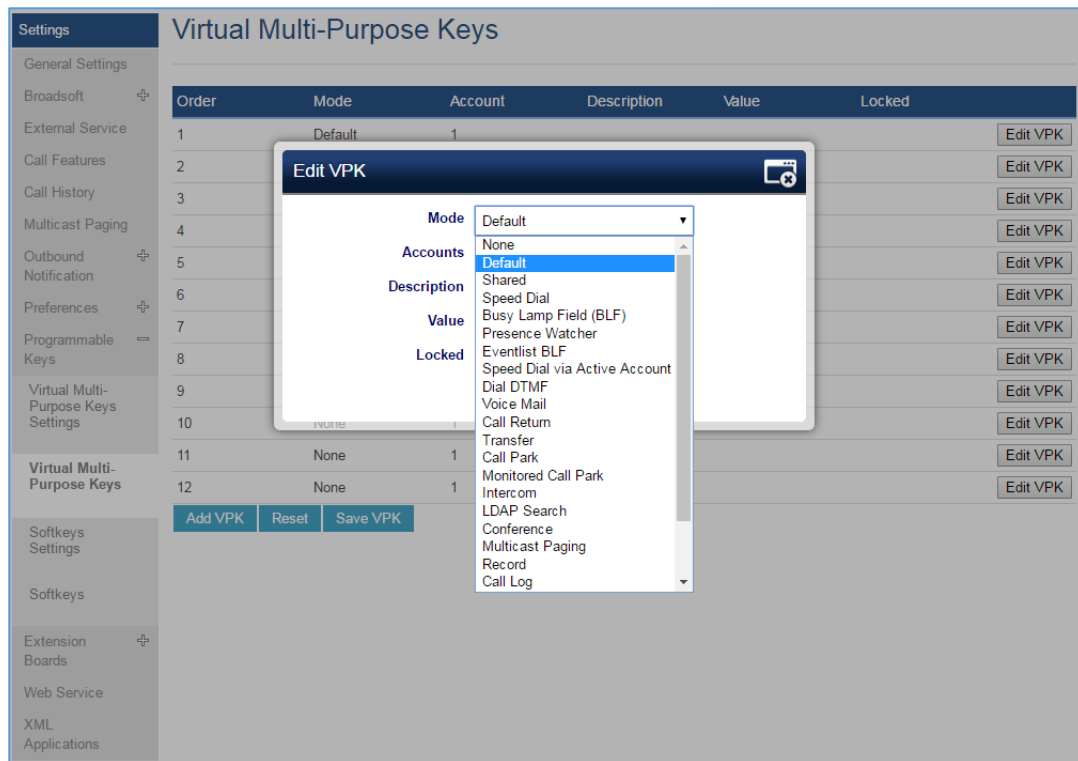 Settings
Virtual Multi-Purpose Keys
General Settings
Broadsoft
External Service
Call Features
Call History
Multicast Paging
Outbound
Notification
Preferences
Programmable
Keys
Virtual Multi-
Purpose Keys
Settings
Virtual Multi-
Purpose Keys
Softkeys
Settings
Softkeys
Extension
Boards
Web Service
XML
Applications
Order Mode Account Description Value Locked
1 Default 1 Edit VPK
2 Edit VPK
3 Edit VPK
4 Edit VPK
5 Edit VPK
6 Edit VPK
7 Edit VPK
8 Edit VPK
9 Edit VPK
10 None 1 Edit VPK
11 None 1 Edit VPK
12 None 1 Edit VPK
Add VPK Reset Save VPK
Edit VPK
Mode Default
Accounts
Description
Value
Locked
None
Default
Shared
Speed Dial
Busy Lamp Field (BLF)
Presence Watcher
Eventlist BLF
Speed Dial via Active Account
Dial DTMF
Voice Mail
Call Return
Transfer
Call Park
Monitored Call Park
Intercom
LDAP Search
Conference
Multicast Paging
Record
Call Log